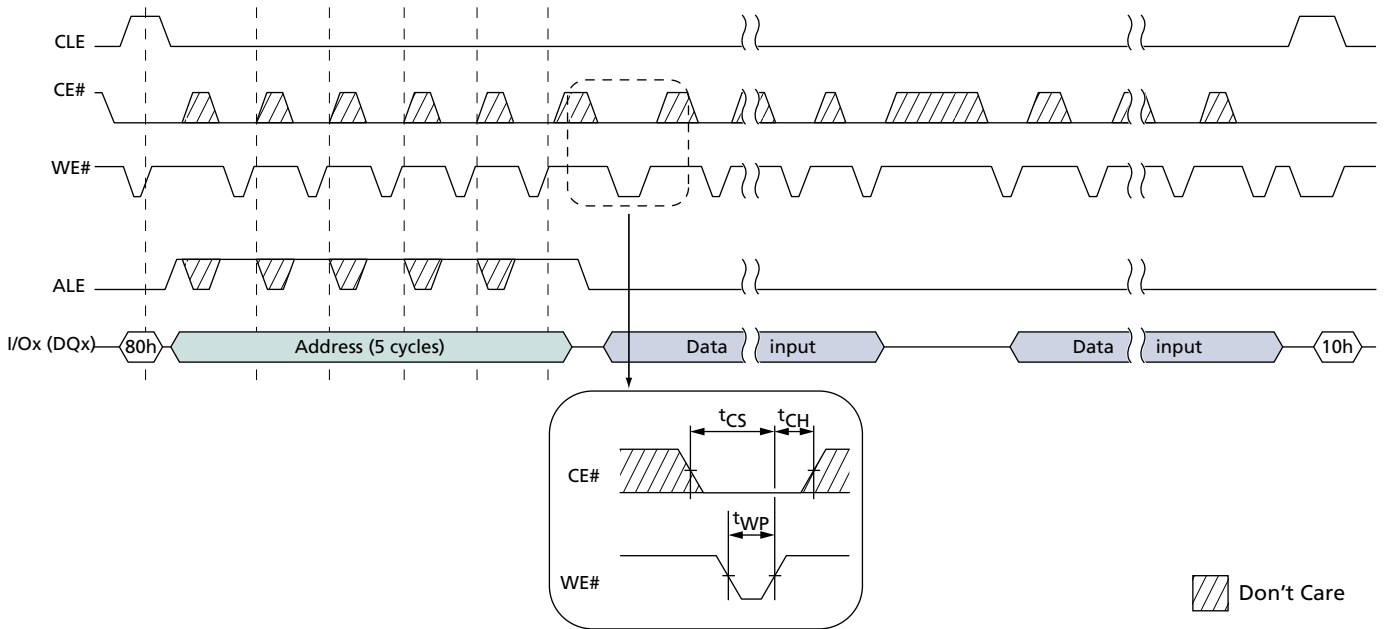 CLE
CE#
WE#
ALE
I/Ox (DQx) 80h Address (5 cycles) Data input Data input 10h
tCS tCH
CE#
tWP
WE#
Don't Care